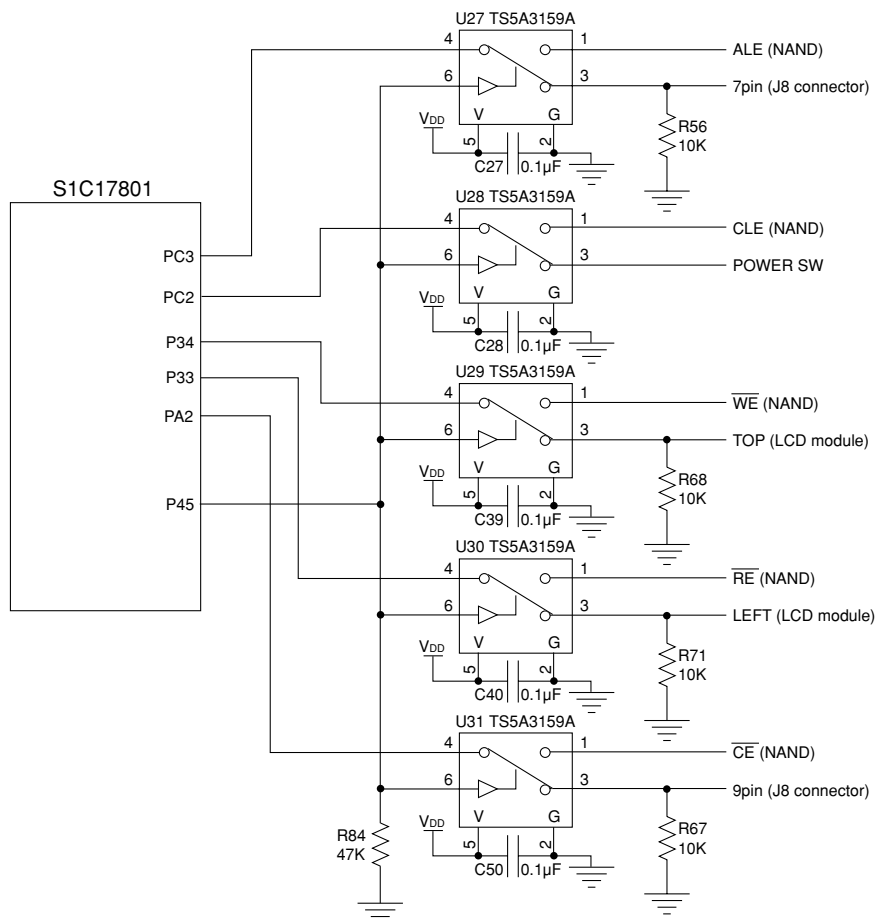 U27 TS5A3159A
4
1
ALE (NAND)
6
3
7pin (J8 connector)
V
G
VDD
5
2
C27
0.1µF
R56
10K
S1C17801
PC3
PC2
P34
P33
PA2
P45
U28 TS5A3159A
4
1
CLE (NAND)
6
3
POWER SW
V
G
VDD
5
2
C28
0.1µF
U29 TS5A3159A
4
1
WE (NAND)
6
3
TOP (LCD module)
V
G
VDD
5
2
C39
0.1µF
R68
10K
U30 TS5A3159A
4
1
RE (NAND)
6
3
LEFT (LCD module)
V
G
VDD
5
2
C40
0.1µF
R71
10K
U31 TS5A3159A
4
1
CE (NAND)
6
3
9pin (J8 connector)
V
G
VDD
5
2
C50
0.1µF
R67
10K
R84
47K